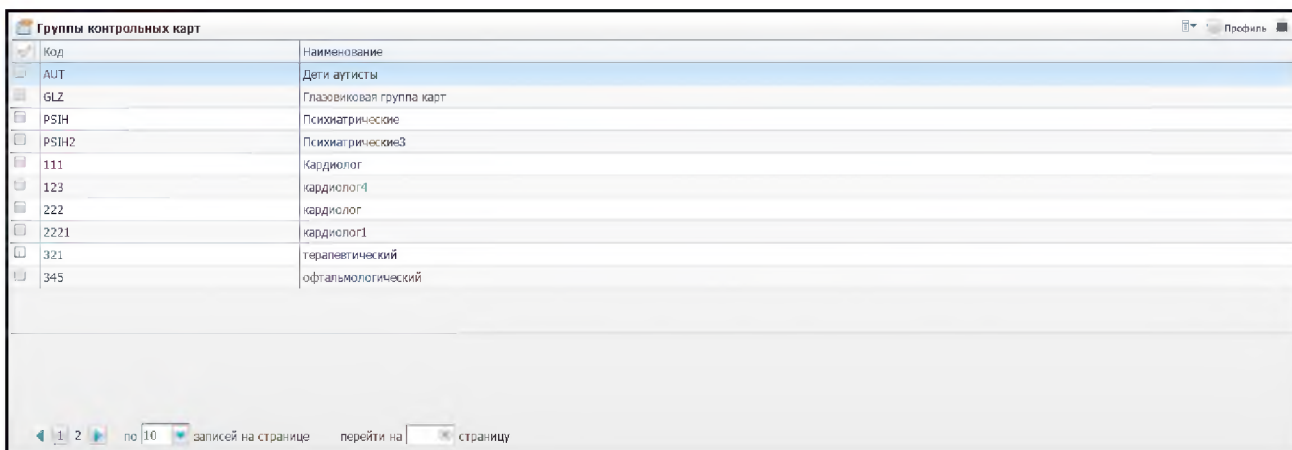 Группы контрольных карт Профиль
Код Наименование
AUT Дети аутисты
GLZ Глазовиковая группа карт
PSIH Психиатрические
PSIH2 Психиатрические3
111 Кардиолог
123 кардиолог4
222 кардиолог
2221 кардиолог1
321 терапевтический
345 офтальмологический
1 2 по 10 записей на странице перейти на страницу